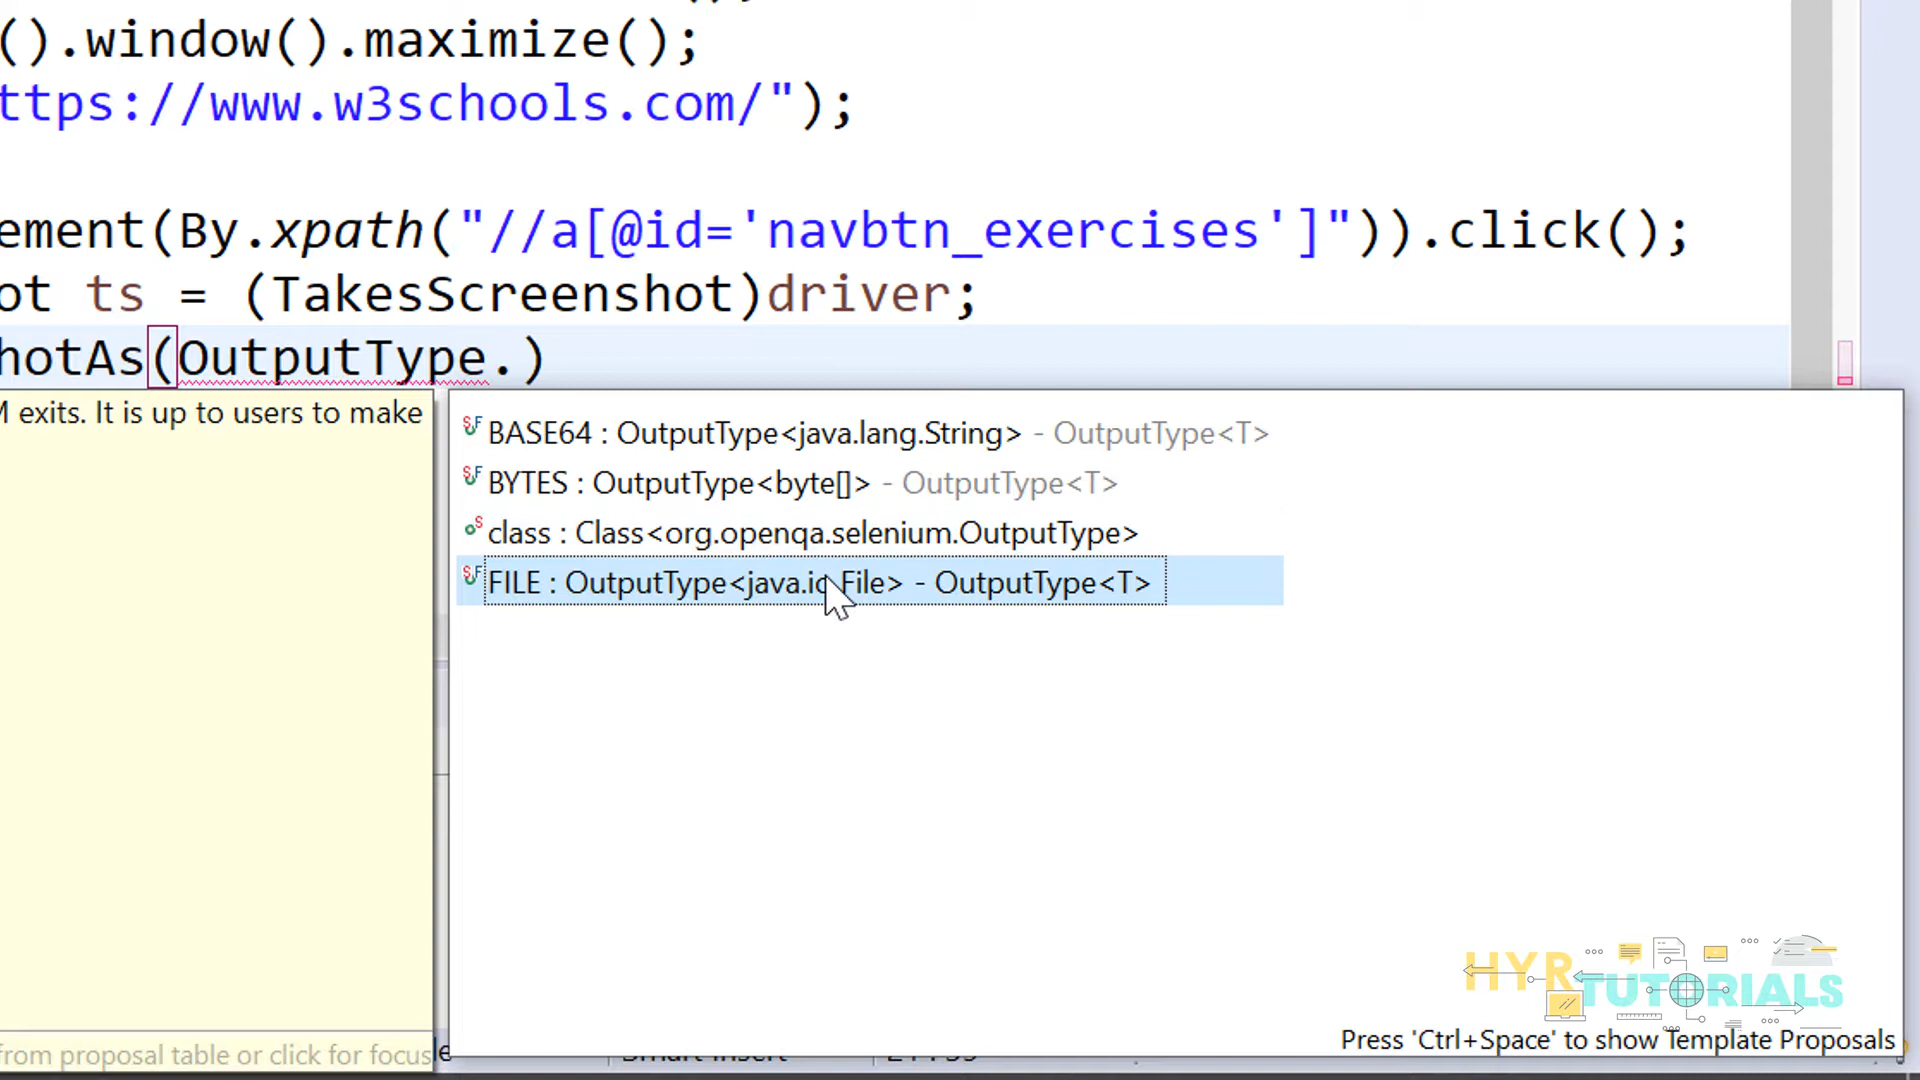 ().window().maximize();
ttps://www.w3schools.com/");
ement(By.xpath("//a[@id='navbtn_exercises']")).click();
ot ts = (TakesScreenshot)driver;
hotAs(OutputType.)
M exits. It is up to users to make
BASE64 : OutputType<java.lang.String> - OutputType<T>
BYTES : OutputType<byte[]> - OutputType<T>
class : Class<org.openqa.selenium.OutputType>
FILE : OutputType<java.io.File> - OutputType<T>
HYR TUTORIALS
Press 'Ctrl+Space' to show Template Proposals
from proposal table or click for focus